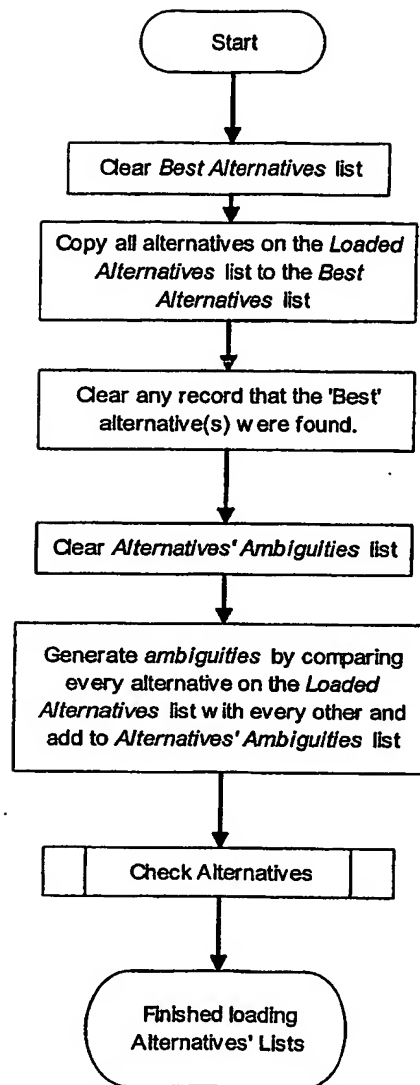 Start
Clear Best Alternatives list
Copy all alternatives on the Loaded
Alternatives list to the Best
Alternatives list
Clear any record that the 'Best'
alternative(s) were found.
Clear Alternatives' Ambiguities list
Generate ambiguities by comparing
every alternative on the Loaded
Alternatives list with every other and
add to Alternatives' Ambiguities list
Check Alternatives
Finished loading
Alternatives' Lists